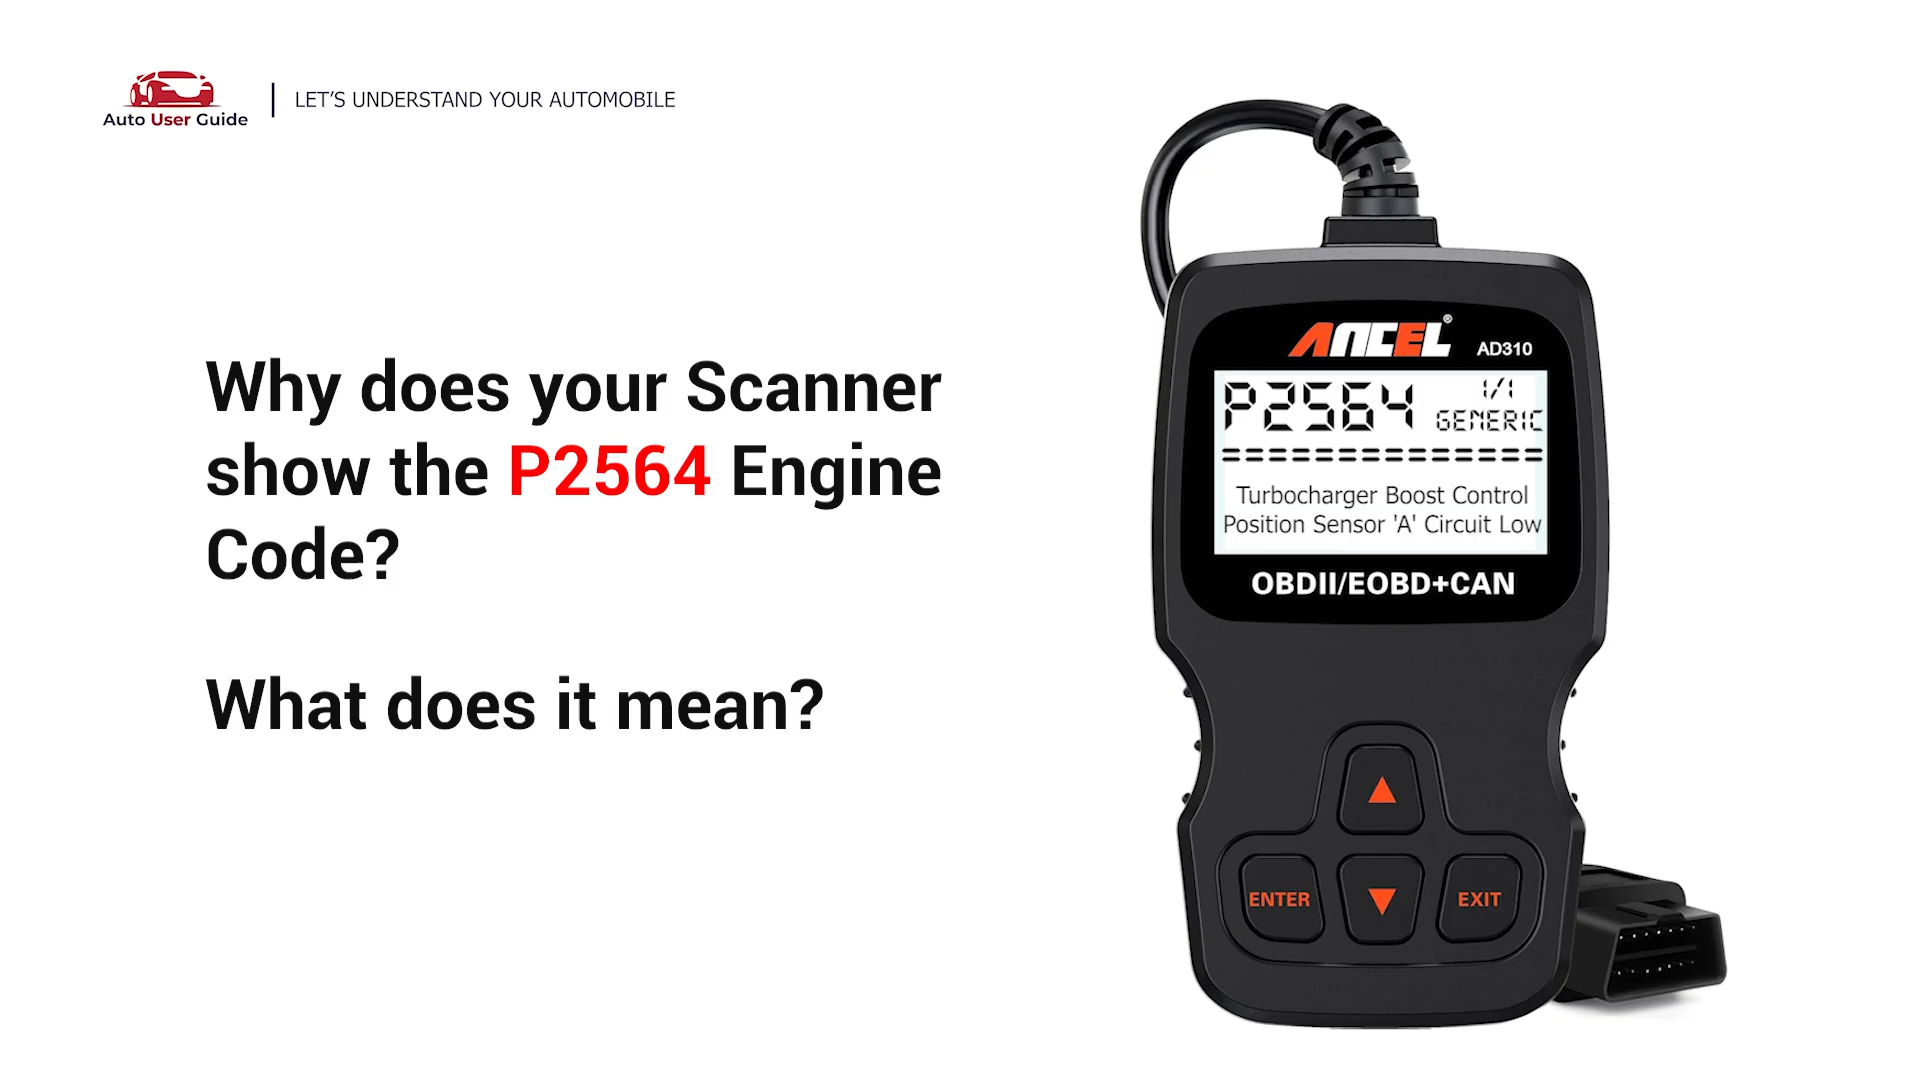 Auto User Guide
LET'S UNDERSTAND YOUR AUTOMOBILE
Why does your Scanner
show the P2564 Engine
Code?
What does it mean?
ANCEL®
AD310
P2564
1/1
GENERIC
==============
Turbocharger Boost Control
Position Sensor 'A' Circuit Low
OBDII/EOBD+CAN
ENTER
EXIT